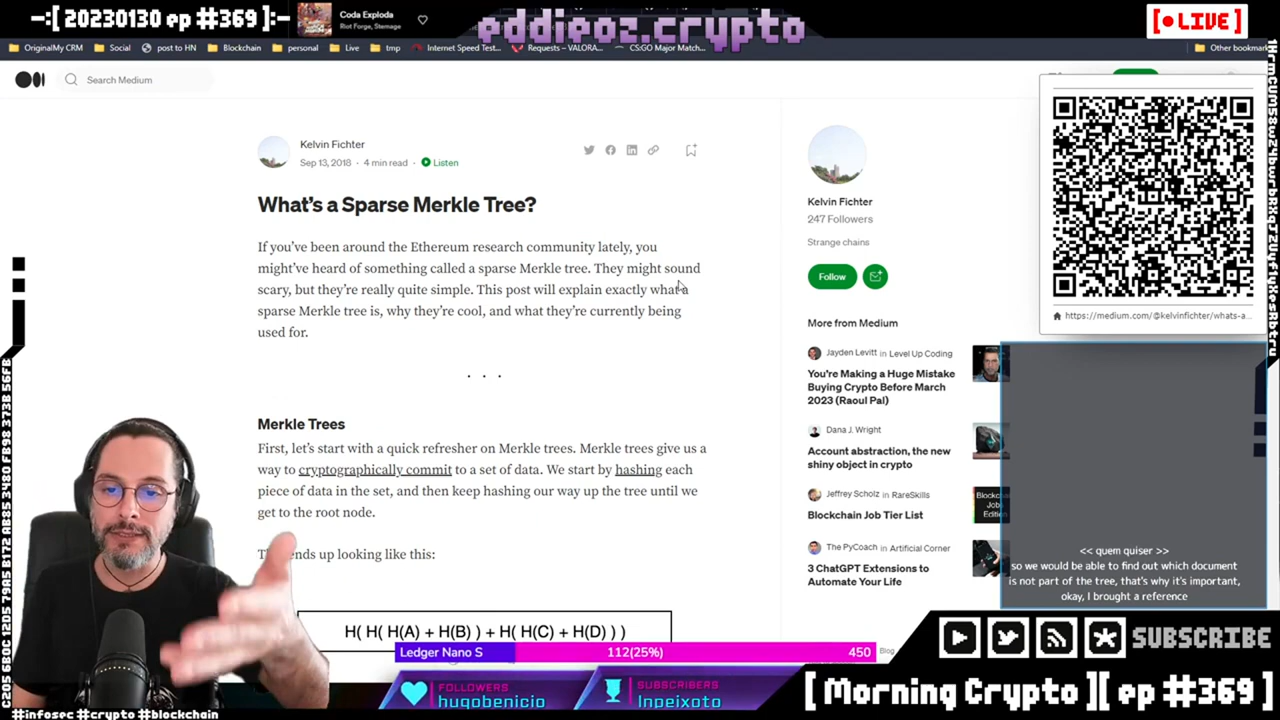 -:[ 20230130 ep #369 ]:-
Coda Exploda
Riot Forge, Stemage
eddieoz.crypto
[ LIVE ]
OriginalMy CRM
Social
post to HN
Blockchain
personal
Live
tmp
Internet Speed Test...
Requests – VALORA...
CS:GO Major Match...
Other bookmark
Search Medium
Kelvin Fichter
Sep 13, 2018 · 4 min read · Listen
What's a Sparse Merkle Tree?
If you've been around the Ethereum research community lately, you
might've heard of something called a sparse Merkle tree. They might sound
scary, but they're really quite simple. This post will explain exactly what a
sparse Merkle tree is, why they're cool, and what they're currently being
used for.
. . .
Merkle Trees
First, let's start with a quick refresher on Merkle trees. Merkle trees give us a
way to cryptographically commit to a set of data. We start by hashing each
piece of data in the set, and then keep hashing our way up the tree until we
get to the root node.
ends up looking like this:
H( H( H(A) + H(B) ) + H( H(C) + H(D) ) )
Kelvin Fichter
247 Followers
Strange chains
Follow
More from Medium
Jayden Levitt in Level Up Coding
You're Making a Huge Mistake
Buying Crypto Before March
2023 (Raoul Pal)
Dana J. Wright
Account abstraction, the new
shiny object in crypto
Jeffrey Scholz in RareSkills
Blockchain Job Tier List
Blockchain
Job
Edition
The PyCoach in Artificial Corner
3 ChatGPT Extensions to
Automate Your Life
Blog
https://medium.com/@kelvinfichter/whats-a...
<< quem quiser >>
so we would be able to find out which document
is not part of the tree, that's why it's important,
okay, I brought a reference
Ledger Nano S
112(25%)
450
FOLLOWERS
hugobenicio
SUBSCRIBERS
lnpeixoto
SUBSCRIBE
[ Morning Crypto ][ ep #369 ]
#infosec #crypto #blockchain